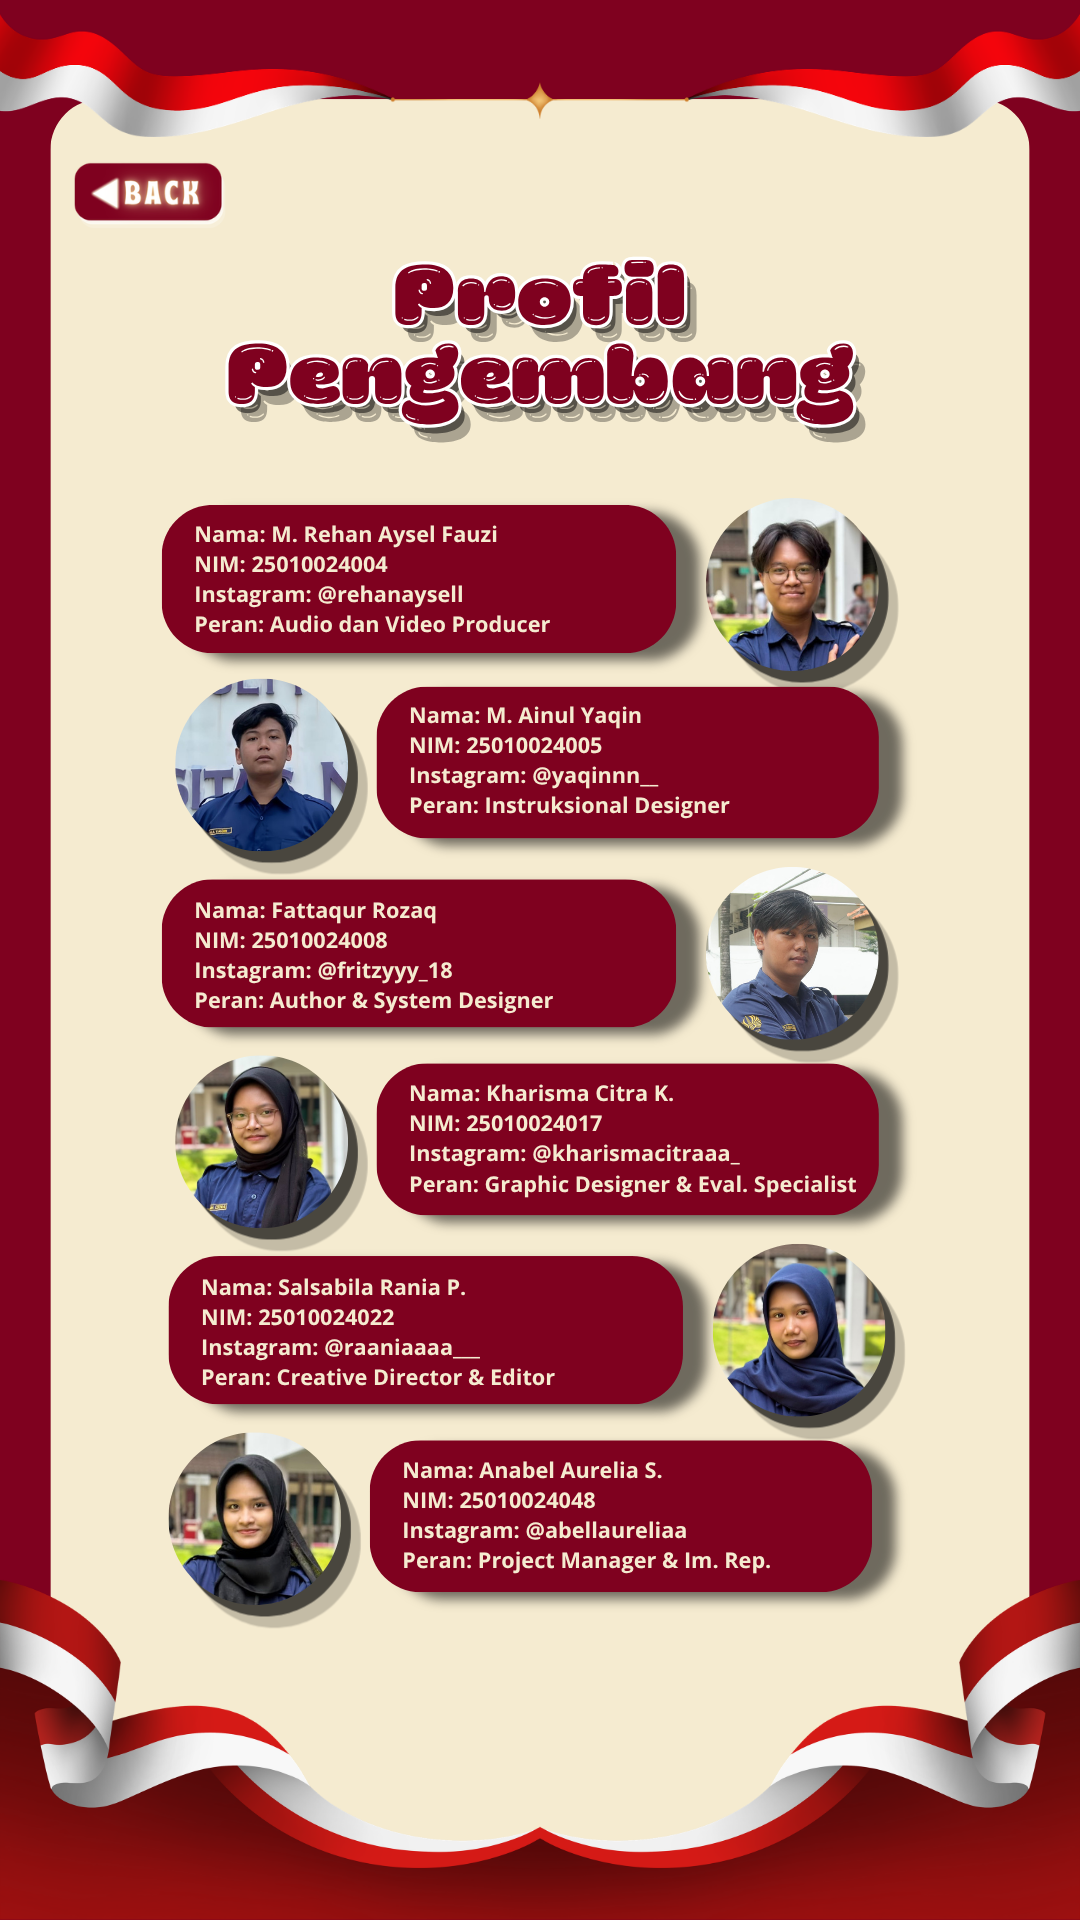 BACK
Profil
Pengembang
Nama: M. Rehan Aysel Fauzi
NIM: 25010024004
Instagram: @rehanaysell
Peran: Audio dan Video Producer
Nama: M. Ainul Yaqin
NIM: 25010024005
Instagram: @yaqinnn__
Peran: Instruksional Designer
Nama: Fattaqur Rozaq
NIM: 25010024008
Instagram: @fritzyyy_18
Peran: Author & System Designer
Nama: Kharisma Citra K.
NIM: 25010024017
Instagram: @kharismacitraaa_
Peran: Graphic Designer & Eval. Specialist
Nama: Salsabila Rania P.
NIM: 25010024022
Instagram: @raaniaaaa___
Peran: Creative Director & Editor
Nama: Anabel Aurelia S.
NIM: 25010024048
Instagram: @abellaureliaa
Peran: Project Manager & Im. Rep.